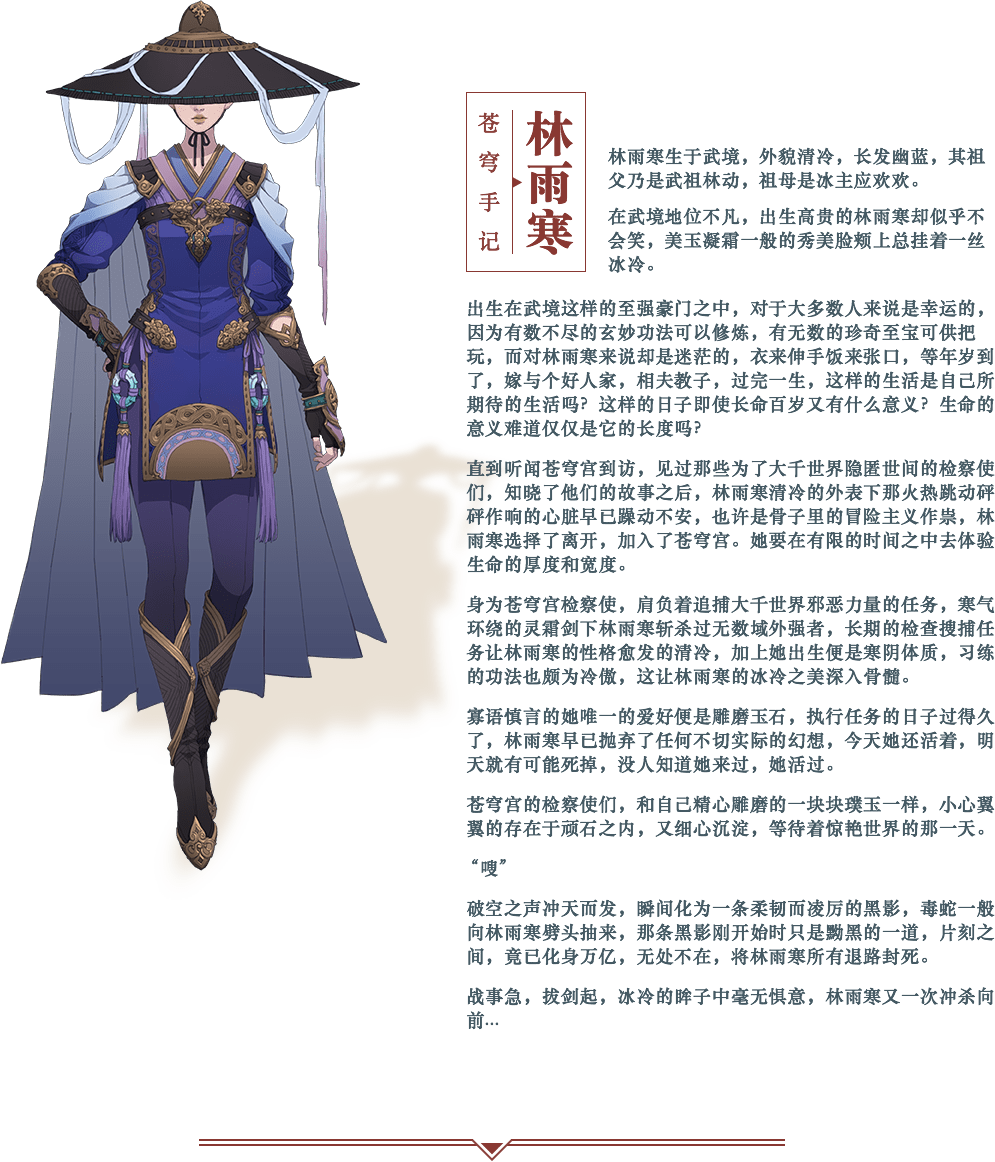 林雨寒
苍穹手记
林雨寒生于武境，外貌清冷，长发幽蓝，其祖
父乃是武祖林动，祖母是冰主应欢欢。
在武境地位不凡，出生高贵的林雨寒却似乎不
会笑，美玉凝霜一般的秀美脸颊上总挂着一丝
冰冷。
出生在武境这样的至强豪门之中，对于大多数人来说是幸运的，
因为有数不尽的玄妙功法可以修炼，有无数的珍奇至宝可供把
玩，而对林雨寒来说却是迷茫的，衣来伸手饭来张口，等年岁到
了，嫁与个好人家，相夫教子，过完一生，这样的生活是自己所
期待的生活吗？这样的日子即使长命百岁又有什么意义？生命的
意义难道仅仅是它的长度吗？
直到听闻苍穹宫到访，见过那些为了大千世界隐匿世间的检察使
们，知晓了他们的故事之后，林雨寒清冷的外表下那火热跳动砰
砰作响的心脏早已躁动不安，也许是骨子里的冒险主义作祟，林
雨寒选择了离开，加入了苍穹宫。她要在有限的时间之中去体验
生命的厚度和宽度。
身为苍穹宫检察使，肩负着追捕大千世界邪恶力量的任务，寒气
环绕的灵霜剑下林雨寒斩杀过无数域外强者，长期的检查搜捕任
务让林雨寒的性格愈发的清冷，加上她出生便是寒阴体质，习练
的功法也颇为冷傲，这让林雨寒的冰冷之美深入骨髓。
寡语慎言的她唯一的爱好便是雕磨玉石，执行任务的日子过得久
了，林雨寒早已抛弃了任何不切实际的幻想，今天她还活着，明
天就有可能死掉，没人知道她来过，她活过。
苍穹宫的检察使们，和自己精心雕磨的一块块璞玉一样，小心翼
翼的存在于顽石之内，又细心沉淀，等待着惊艳世界的那一天。
“嗖”
破空之声冲天而发，瞬间化为一条柔韧而凌厉的黑影，毒蛇一般
向林雨寒劈头抽来，那条黑影刚开始时只是黝黑的一道，片刻之
间，竟已化身万亿，无处不在，将林雨寒所有退路封死。
战事急，拔剑起，冰冷的眸子中毫无惧意，林雨寒又一次冲杀向
前...